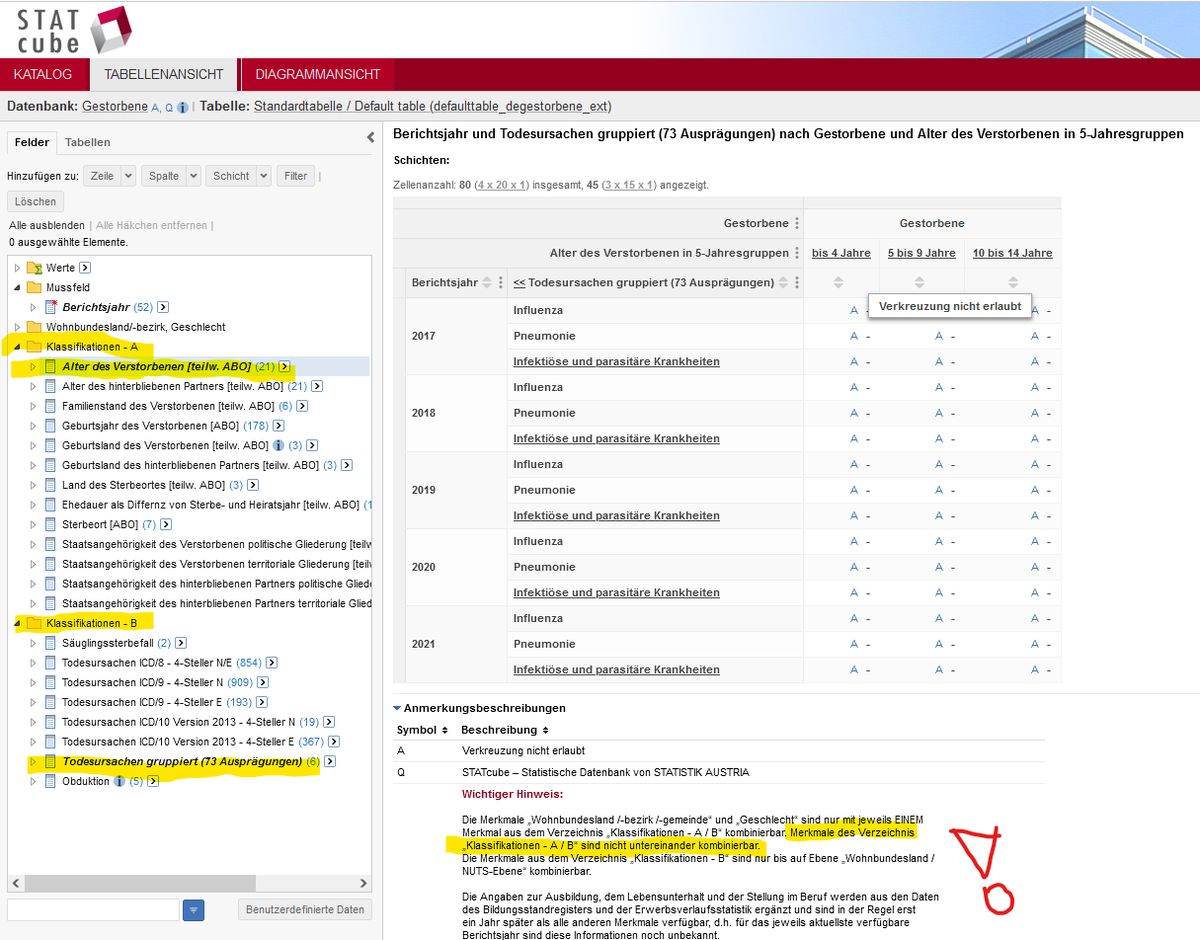 STAT
cube
KATALOG TABELLENANSICHT DIAGRAMMANSICHT
Datenbank: Gestorbene A, Q i | Tabelle: Standardtabelle / Default table (defaulttable_degestorbene_ext)
Felder Tabellen
Hinzufügen zu: Zeile Spalte Schicht Filter |
Löschen
Alle ausblenden | Alle Häkchen entfernen |
0 ausgewählte Elemente.
Werte
Mussfeld
Berichtsjahr (52)
Wohnbundesland/-bezirk, Geschlecht
Klassifikationen - A
Alter des Verstorbenen [teilw. ABO] (21)
Alter des hinterbliebenen Partners [teilw. ABO] (21)
Familienstand des Verstorbenen [teilw. ABO] (6)
Geburtsjahr des Verstorbenen [ABO] (178)
Geburtsland des Verstorbenen [teilw. ABO] i (3)
Geburtsland des hinterbliebenen Partners [teilw. ABO] (3)
Land des Sterbeortes [teilw. ABO] (3)
Ehedauer als Differnz von Sterbe- und Heiratsjahr [teilw. ABO] (1
Sterbeort [ABO] (7)
Staatsangehörigkeit des Verstorbenen politische Gliederung [teilw
Staatsangehörigkeit des Verstorbenen territoriale Gliederung [teil
Staatsangehörigkeit des hinterbliebenen Partners politische Glied
Staatsangehörigkeit des hinterbliebenen Partners territoriale Glied
Klassifikationen - B
Säuglingssterbefall (2)
Todesursachen ICD/8 - 4-Steller N/E (854)
Todesursachen ICD/9 - 4-Steller N (909)
Todesursachen ICD/9 - 4-Steller E (193)
Todesursachen ICD/10 Version 2013 - 4-Steller N (19)
Todesursachen ICD/10 Version 2013 - 4-Steller E (367)
Todesursachen gruppiert (73 Ausprägungen) (6)
Obduktion i (5)
Benutzerdefinierte Daten
Berichtsjahr und Todesursachen gruppiert (73 Ausprägungen) nach Gestorbene und Alter des Verstorbenen in 5-Jahresgruppen
Schichten:
Zellenanzahl: 80 (4 x 20 x 1) insgesamt, 45 (3 x 15 x 1) angezeigt.
Gestorbene Gestorbene
Alter des Verstorbenen in 5-Jahresgruppen bis 4 Jahre 5 bis 9 Jahre 10 bis 14 Jahre
Berichtsjahr << Todesursachen gruppiert (73 Ausprägungen)
Verkreuzung nicht erlaubt
Influenza A - A -
2017 Pneumonie A - A - A -
Infektiöse und parasitäre Krankheiten A - A - A -
Influenza A - A - A -
2018 Pneumonie A - A - A -
Infektiöse und parasitäre Krankheiten A - A - A -
Influenza A - A - A -
2019 Pneumonie A - A - A -
Infektiöse und parasitäre Krankheiten A - A - A -
Influenza A - A - A -
2020 Pneumonie A - A - A -
Infektiöse und parasitäre Krankheiten A - A - A -
Influenza A - A - A -
2021 Pneumonie A - A - A -
Infektiöse und parasitäre Krankheiten A - A - A -
Anmerkungsbeschreibungen
Symbol Beschreibung
A Verkreuzung nicht erlaubt
Q STATcube – Statistische Datenbank von STATISTIK AUSTRIA
Wichtiger Hinweis:
Die Merkmale „Wohnbundesland /-bezirk /-gemeinde“ und „Geschlecht“ sind nur mit jeweils EINEM
Merkmal aus dem Verzeichnis „Klassifikationen - A / B“ kombinierbar. Merkmale des Verzeichnis
„Klassifikationen - A / B“ sind nicht untereinander kombinierbar.
Die Merkmale aus dem Verzeichnis „Klassifikationen - B“ sind nur bis auf Ebene „Wohnbundesland /
NUTS-Ebene“ kombinierbar.
Die Angaben zur Ausbildung, dem Lebensunterhalt und der Stellung im Beruf werden aus den Daten
des Bildungsstandregisters und der Erwerbsverlaufsstatistik ergänzt und sind in der Regel erst
ein Jahr später als alle anderen Merkmale verfügbar, d.h. für das jeweils aktuellste verfügbare
Berichtsjahr sind diese Informationen noch unbekannt.